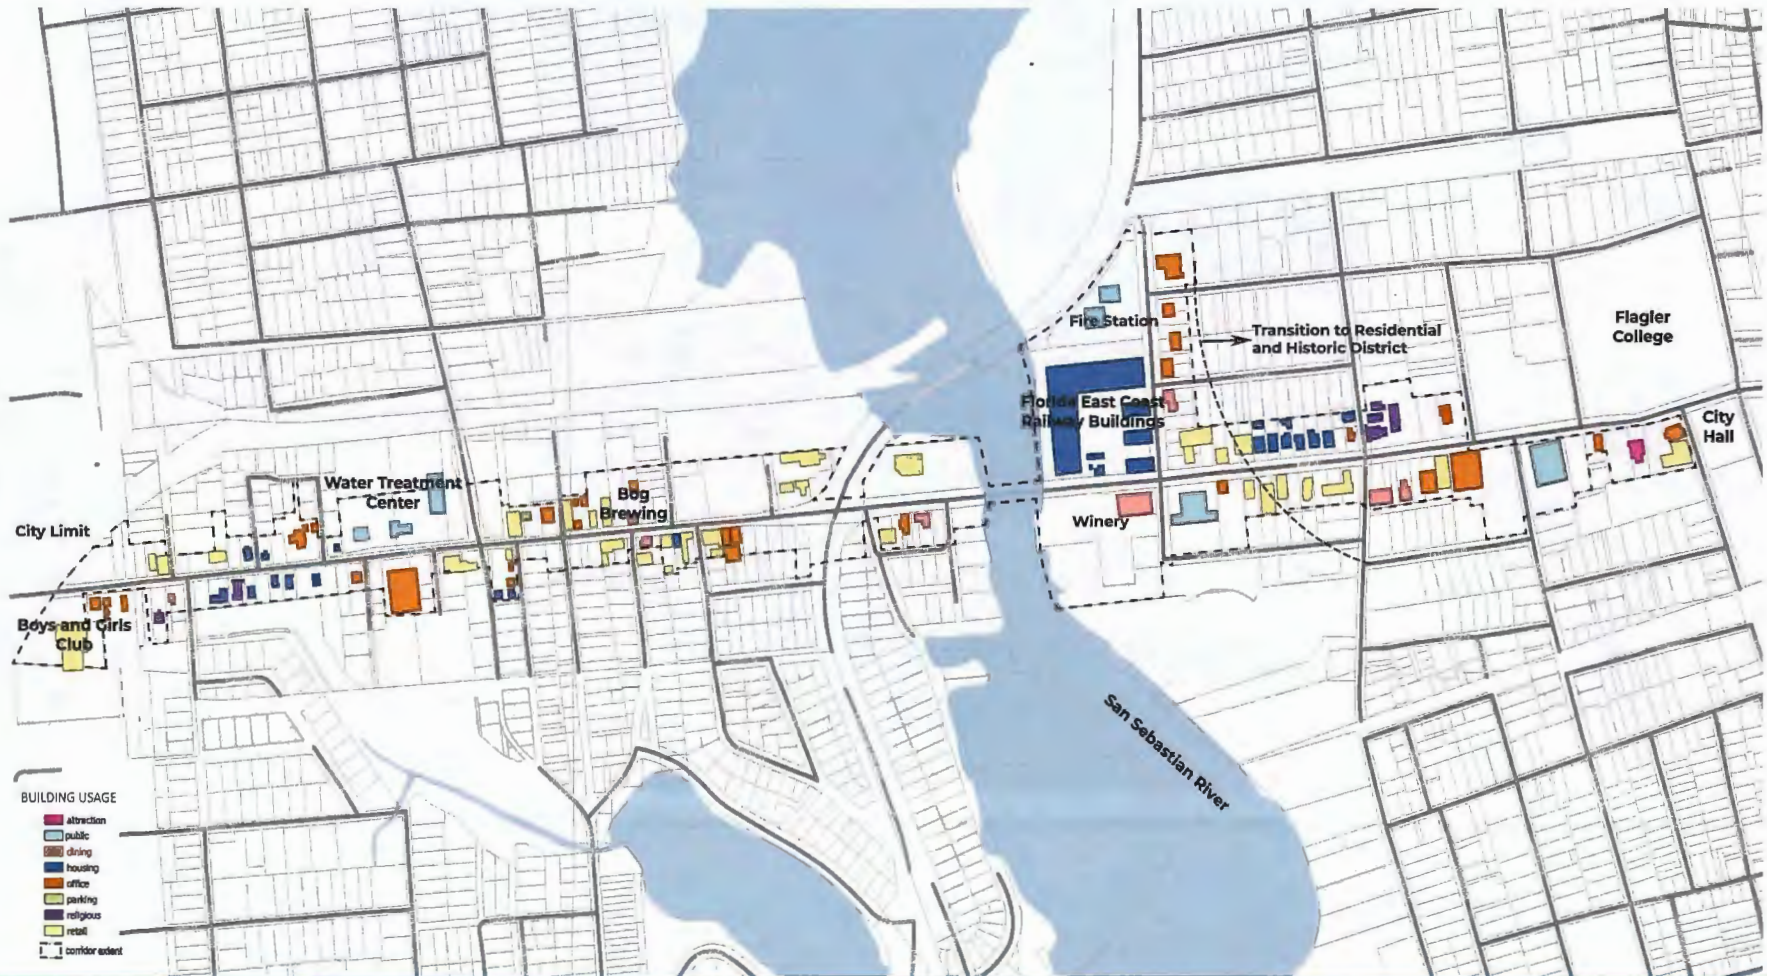 Fire Station
Transition to Residential
and Historic District
Flagler
College
Florida East Coast
Railway Buildings
City
Hall
Water Treatment
Center
Bog
Brewing
City Limit
Winery
Boys and Girls
Club
San Sebastian River
BUILDING USAGE
attraction
public
dining
housing
office
parking
religious
retail
corridor extent